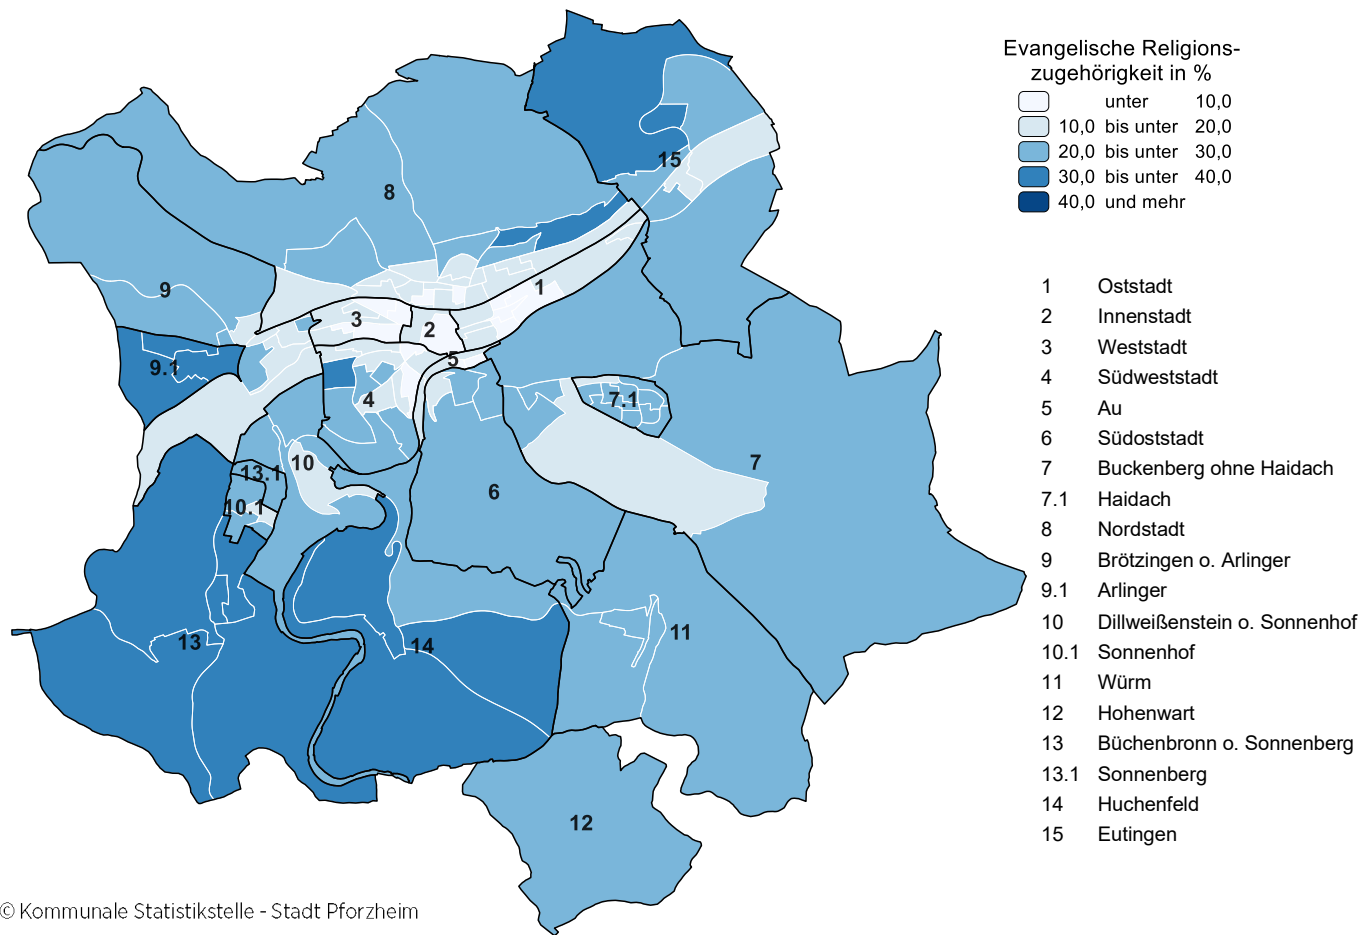 Evangelische Religions-
zugehörigkeit in %
unter 10,0
10,0 bis unter 20,0
20,0 bis unter 30,0
30,0 bis unter 40,0
40,0 und mehr
1 Oststadt
2 Innenstadt
3 Weststadt
4 Südweststadt
5 Au
6 Südoststadt
7 Buckenberg ohne Haidach
7.1 Haidach
8 Nordstadt
9 Brötzingen o. Arlinger
9.1 Arlinger
10 Dillweißenstein o. Sonnenhof
10.1 Sonnenhof
11 Würm
12 Hohenwart
13 Büchenbronn o. Sonnenberg
13.1 Sonnenberg
14 Huchenfeld
15 Eutingen
15
8
9
1
3
2
5
9.1
4
7.1
10
7
13.1
6
10.1
11
13
14
12
© Kommunale Statistikstelle - Stadt Pforzheim